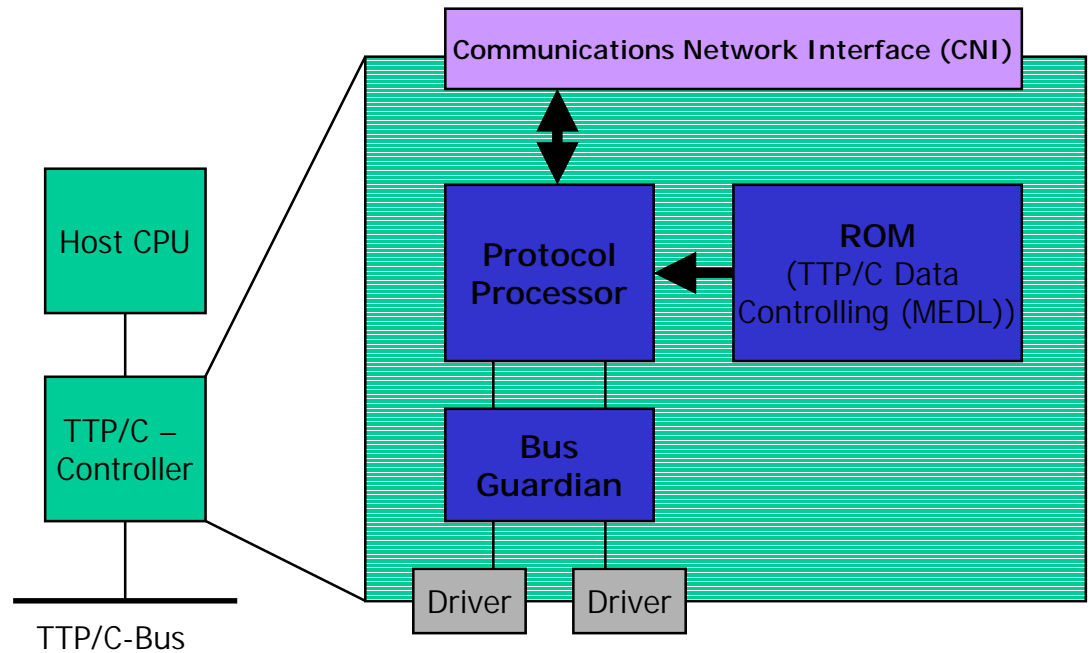 Communications Network Interface (CNI)
Host CPU
Protocol
Processor
ROM
(TTP/C Data
Controlling (MEDL))
TTP/C –
Controller
Bus
Guardian
Driver
Driver
TTP/C-Bus